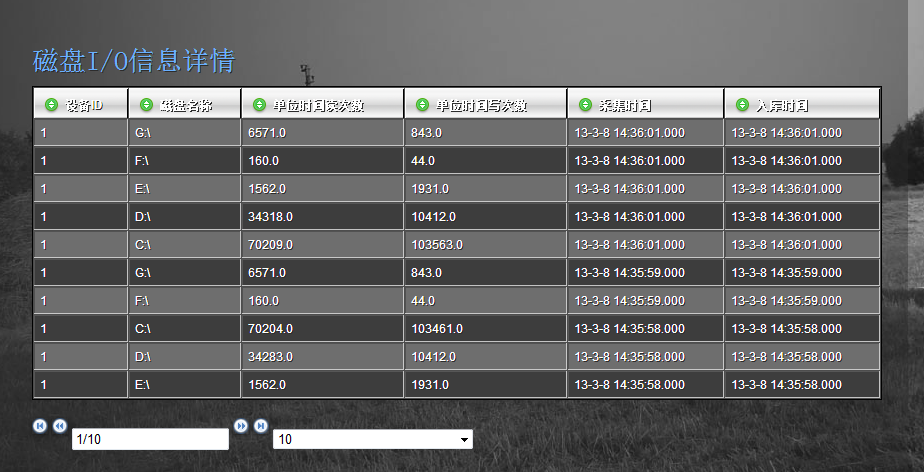 磁盘I/O信息详情
设备ID 磁盘名称 单位时间读次数 单位时间写次数 采集时间 入库时间
1 G:\ 6571.0 843.0 13-3-8 14:36:01.000 13-3-8 14:36:01.000
1 F:\ 160.0 44.0 13-3-8 14:36:01.000 13-3-8 14:36:01.000
1 E:\ 1562.0 1931.0 13-3-8 14:36:01.000 13-3-8 14:36:01.000
1 D:\ 34318.0 10412.0 13-3-8 14:36:01.000 13-3-8 14:36:01.000
1 C:\ 70209.0 103563.0 13-3-8 14:36:01.000 13-3-8 14:36:01.000
1 G:\ 6571.0 843.0 13-3-8 14:35:59.000 13-3-8 14:35:59.000
1 F:\ 160.0 44.0 13-3-8 14:35:59.000 13-3-8 14:35:59.000
1 C:\ 70204.0 103461.0 13-3-8 14:35:58.000 13-3-8 14:35:58.000
1 D:\ 34283.0 10412.0 13-3-8 14:35:58.000 13-3-8 14:35:58.000
1 E:\ 1562.0 1931.0 13-3-8 14:35:58.000 13-3-8 14:35:58.000
1/10 10